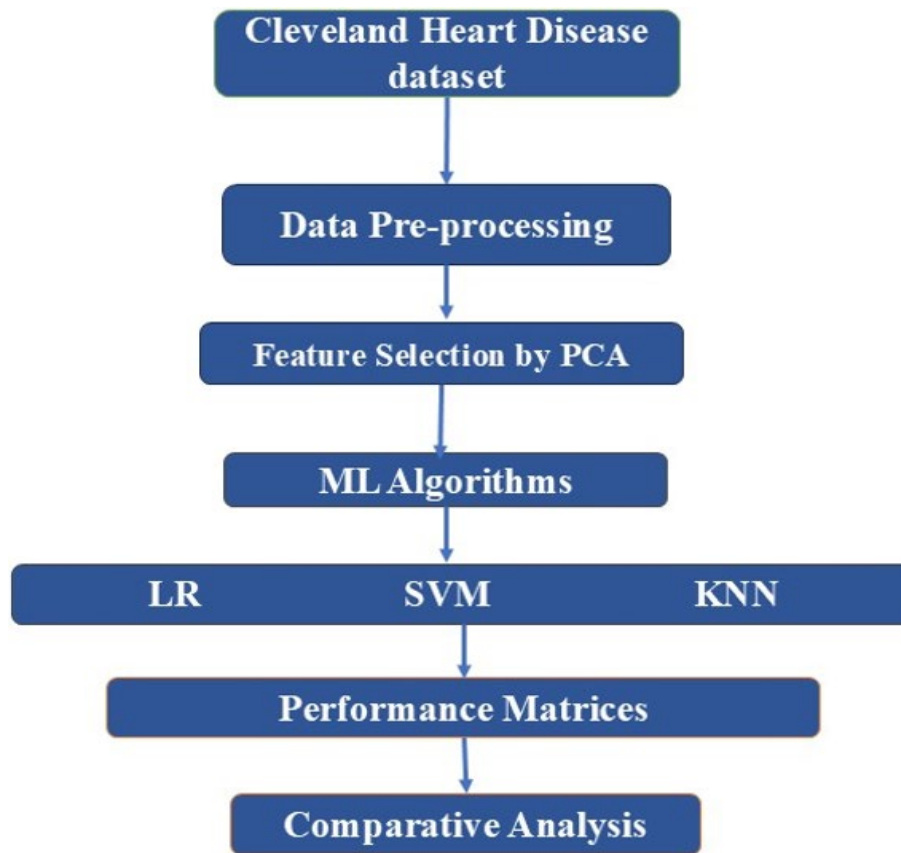 Cleveland Heart Disease
dataset
Data Pre-processing
Feature Selection by PCA
ML Algorithms
LR SVM KNN
Performance Matrices
Comparative Analysis